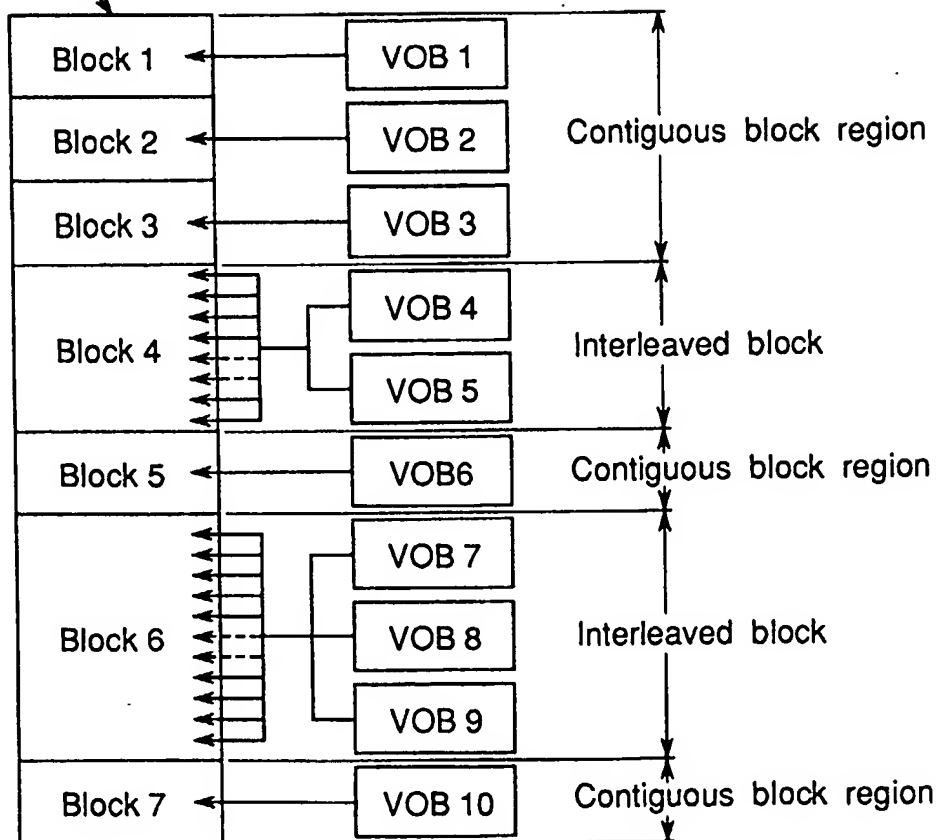 Block 1
VOB 1
Block 2
VOB 2
Contiguous block region
Block 3
VOB 3
VOB 4
Block 4
Interleaved block
VOB 5
Block 5
VOB6
Contiguous block region
VOB 7
Block 6
VOB 8
Interleaved block
VOB 9
Block 7
VOB 10
Contiguous block region